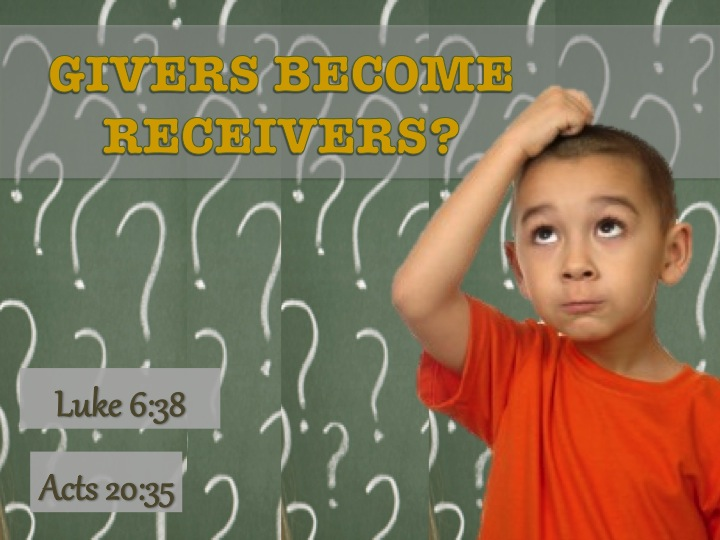 GIVERS BECOME
RECEIVERS?
Luke 6:38
Acts 20:35